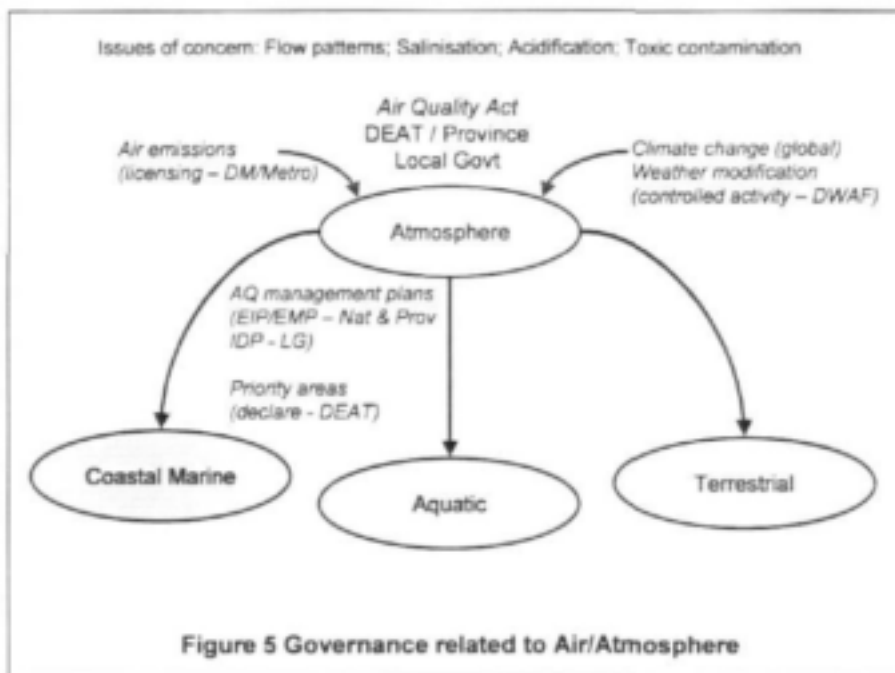 Issues of concern: Flow patterns; Salinisation; Acidification; Toxic contamination
Air Quality Act
DEAT / Province
Local Govt
Air emissions
(licensing – DM/Metro)
Climate change (global)
Weather modification
(controlled activity – DWAF)
Atmosphere
AQ management plans
(EIP/EMP – Nat & Prov
IDP - LG)
Priority areas
(declare - DEAT)
Coastal Marine
Aquatic
Terrestrial
Figure 5 Governance related to Air/Atmosphere